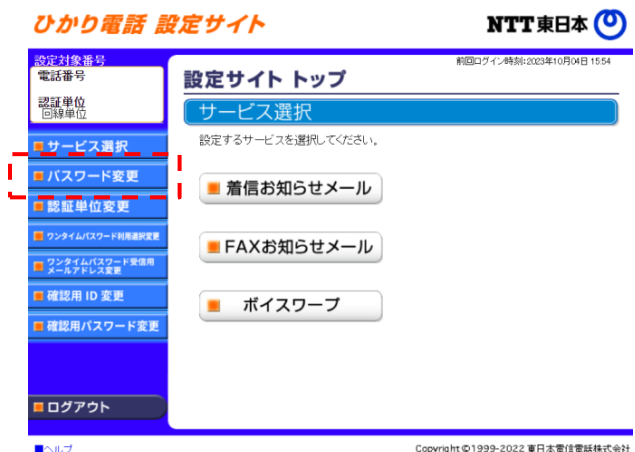 ひかり電話 設定サイト
NTT東日本
設定対象番号
電話番号
認証単位
回線単位
前回ログイン時刻:2023年10月04日 15:54
設定サイト トップ
サービス選択
設定するサービスを選択してください。
サービス選択
パスワード変更
認証単位変更
ワンタイムパスワード利用選択変更
ワンタイムパスワード受信用
メールアドレス変更
確認用 ID 変更
確認用パスワード変更
ログアウト
着信お知らせメール
FAXお知らせメール
ボイスワープ
ヘルプ
Copyright©1999-2022 東日本電信電話株式会社